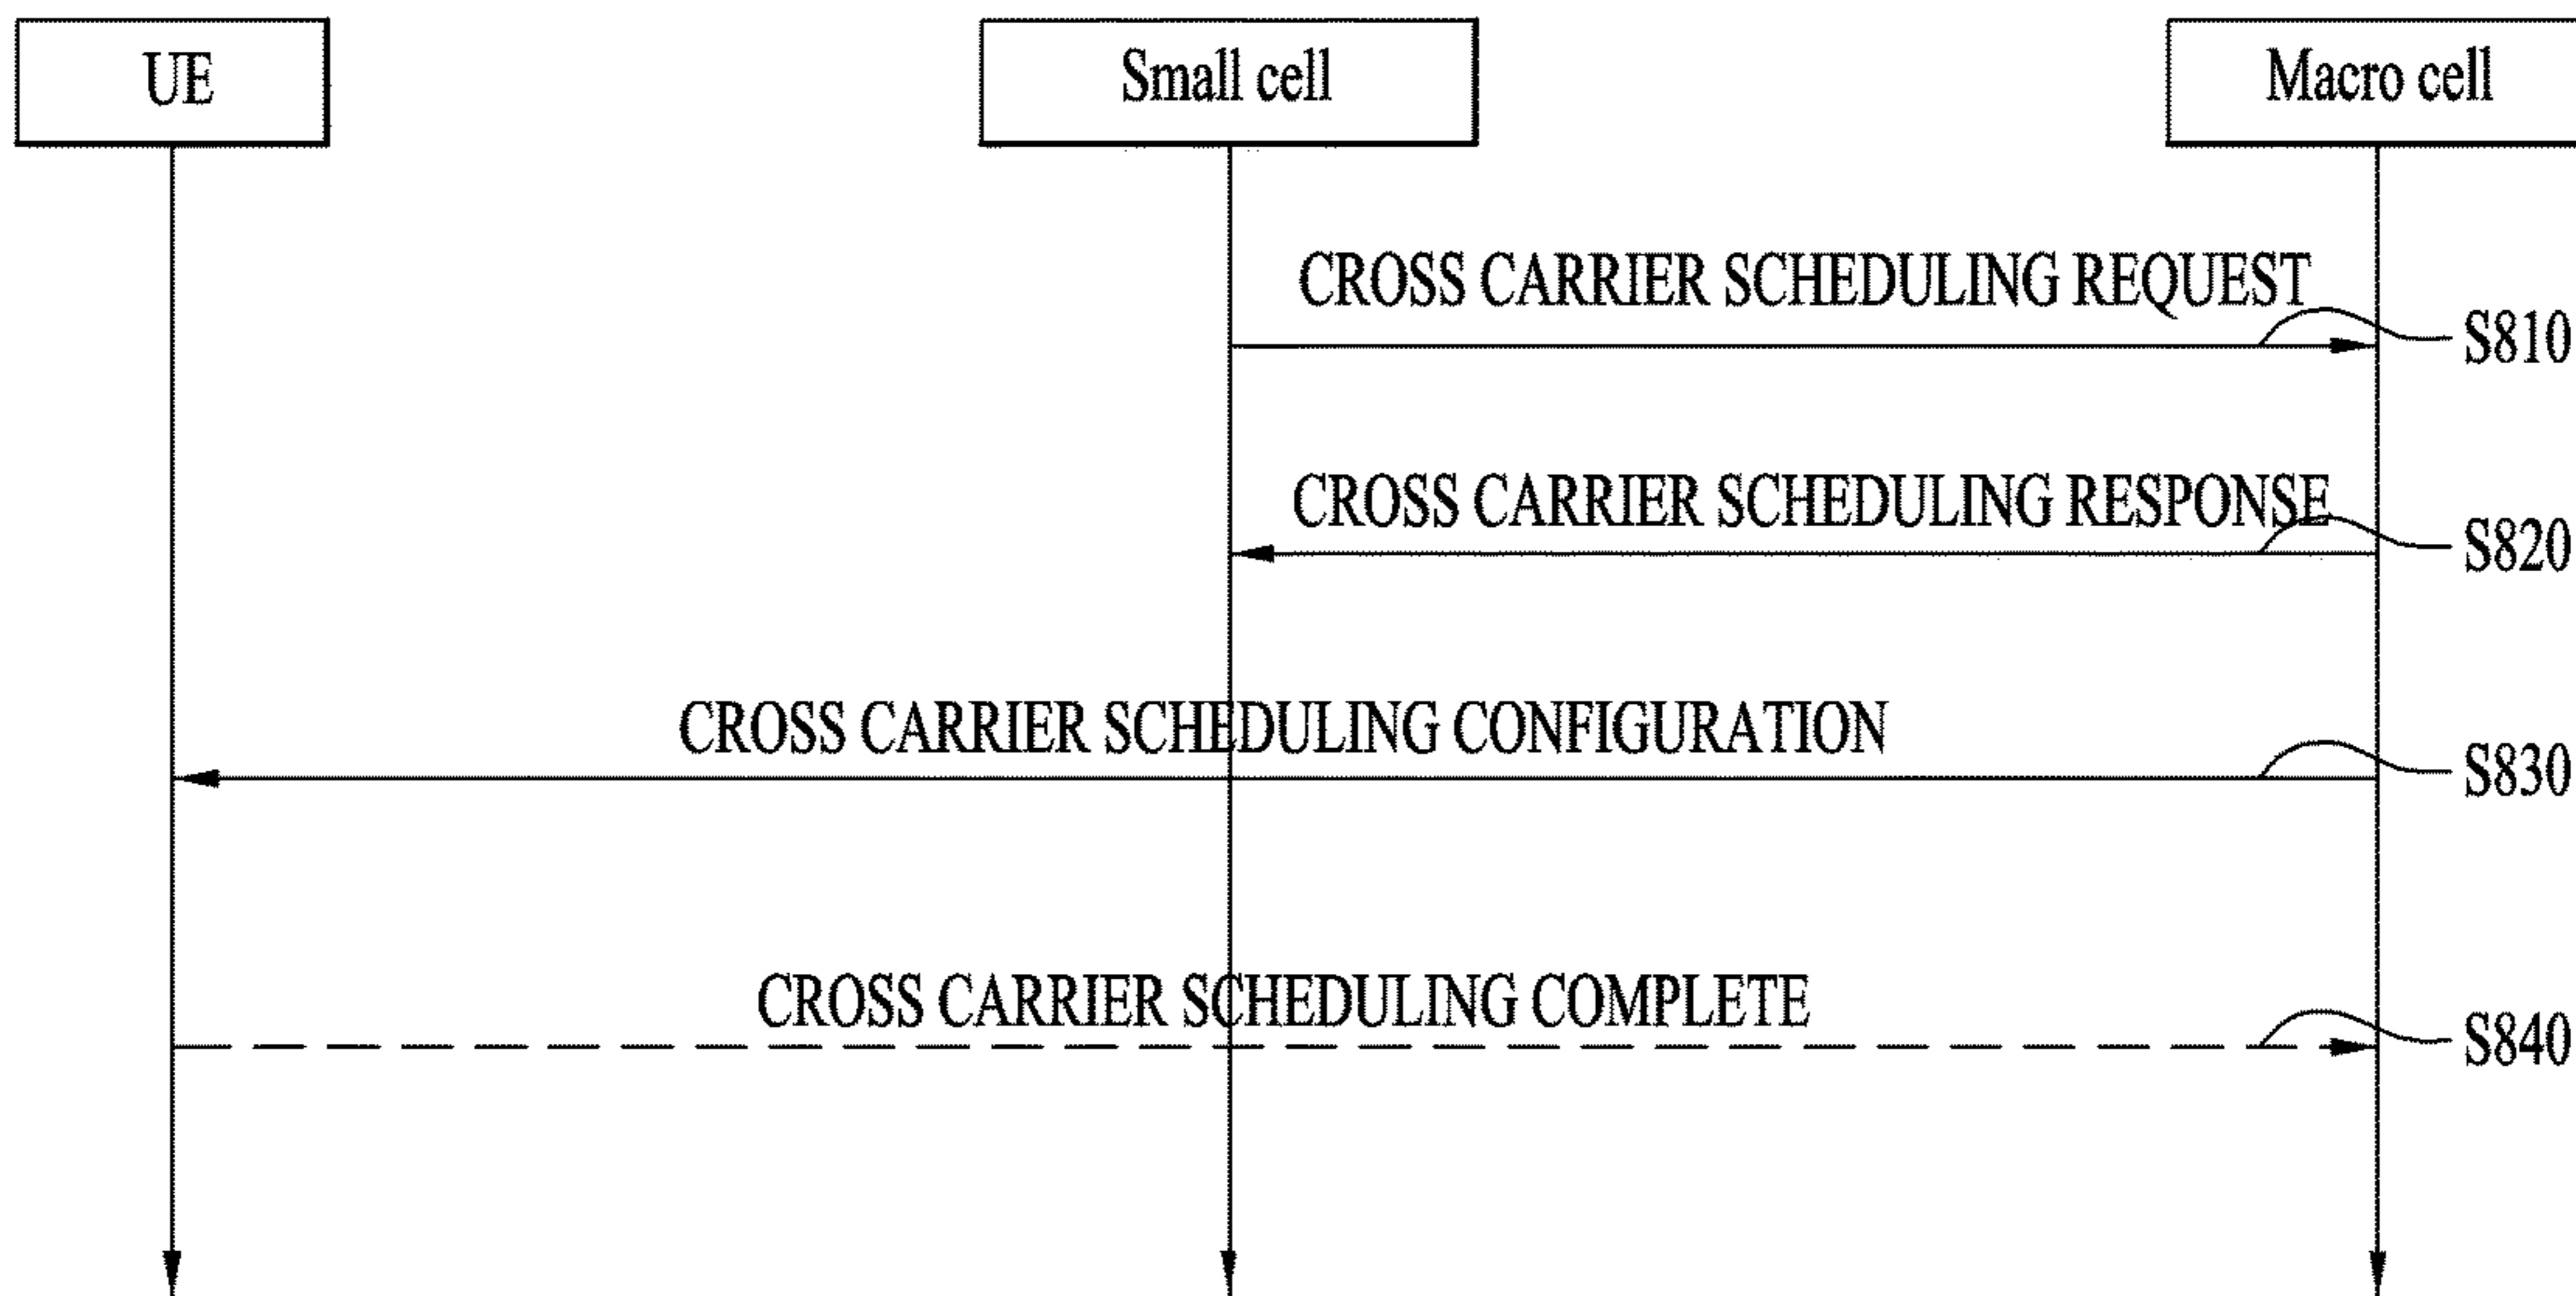 UE
Small cell
Macro cell
CROSS CARRIER SCHEDULING REQUEST
S810
CROSS CARRIER SCHEDULING RESPONSE
S820
CROSS CARRIER SCHEDULING CONFIGURATION
S830
CROSS CARRIER SCHEDULING COMPLETE
S840